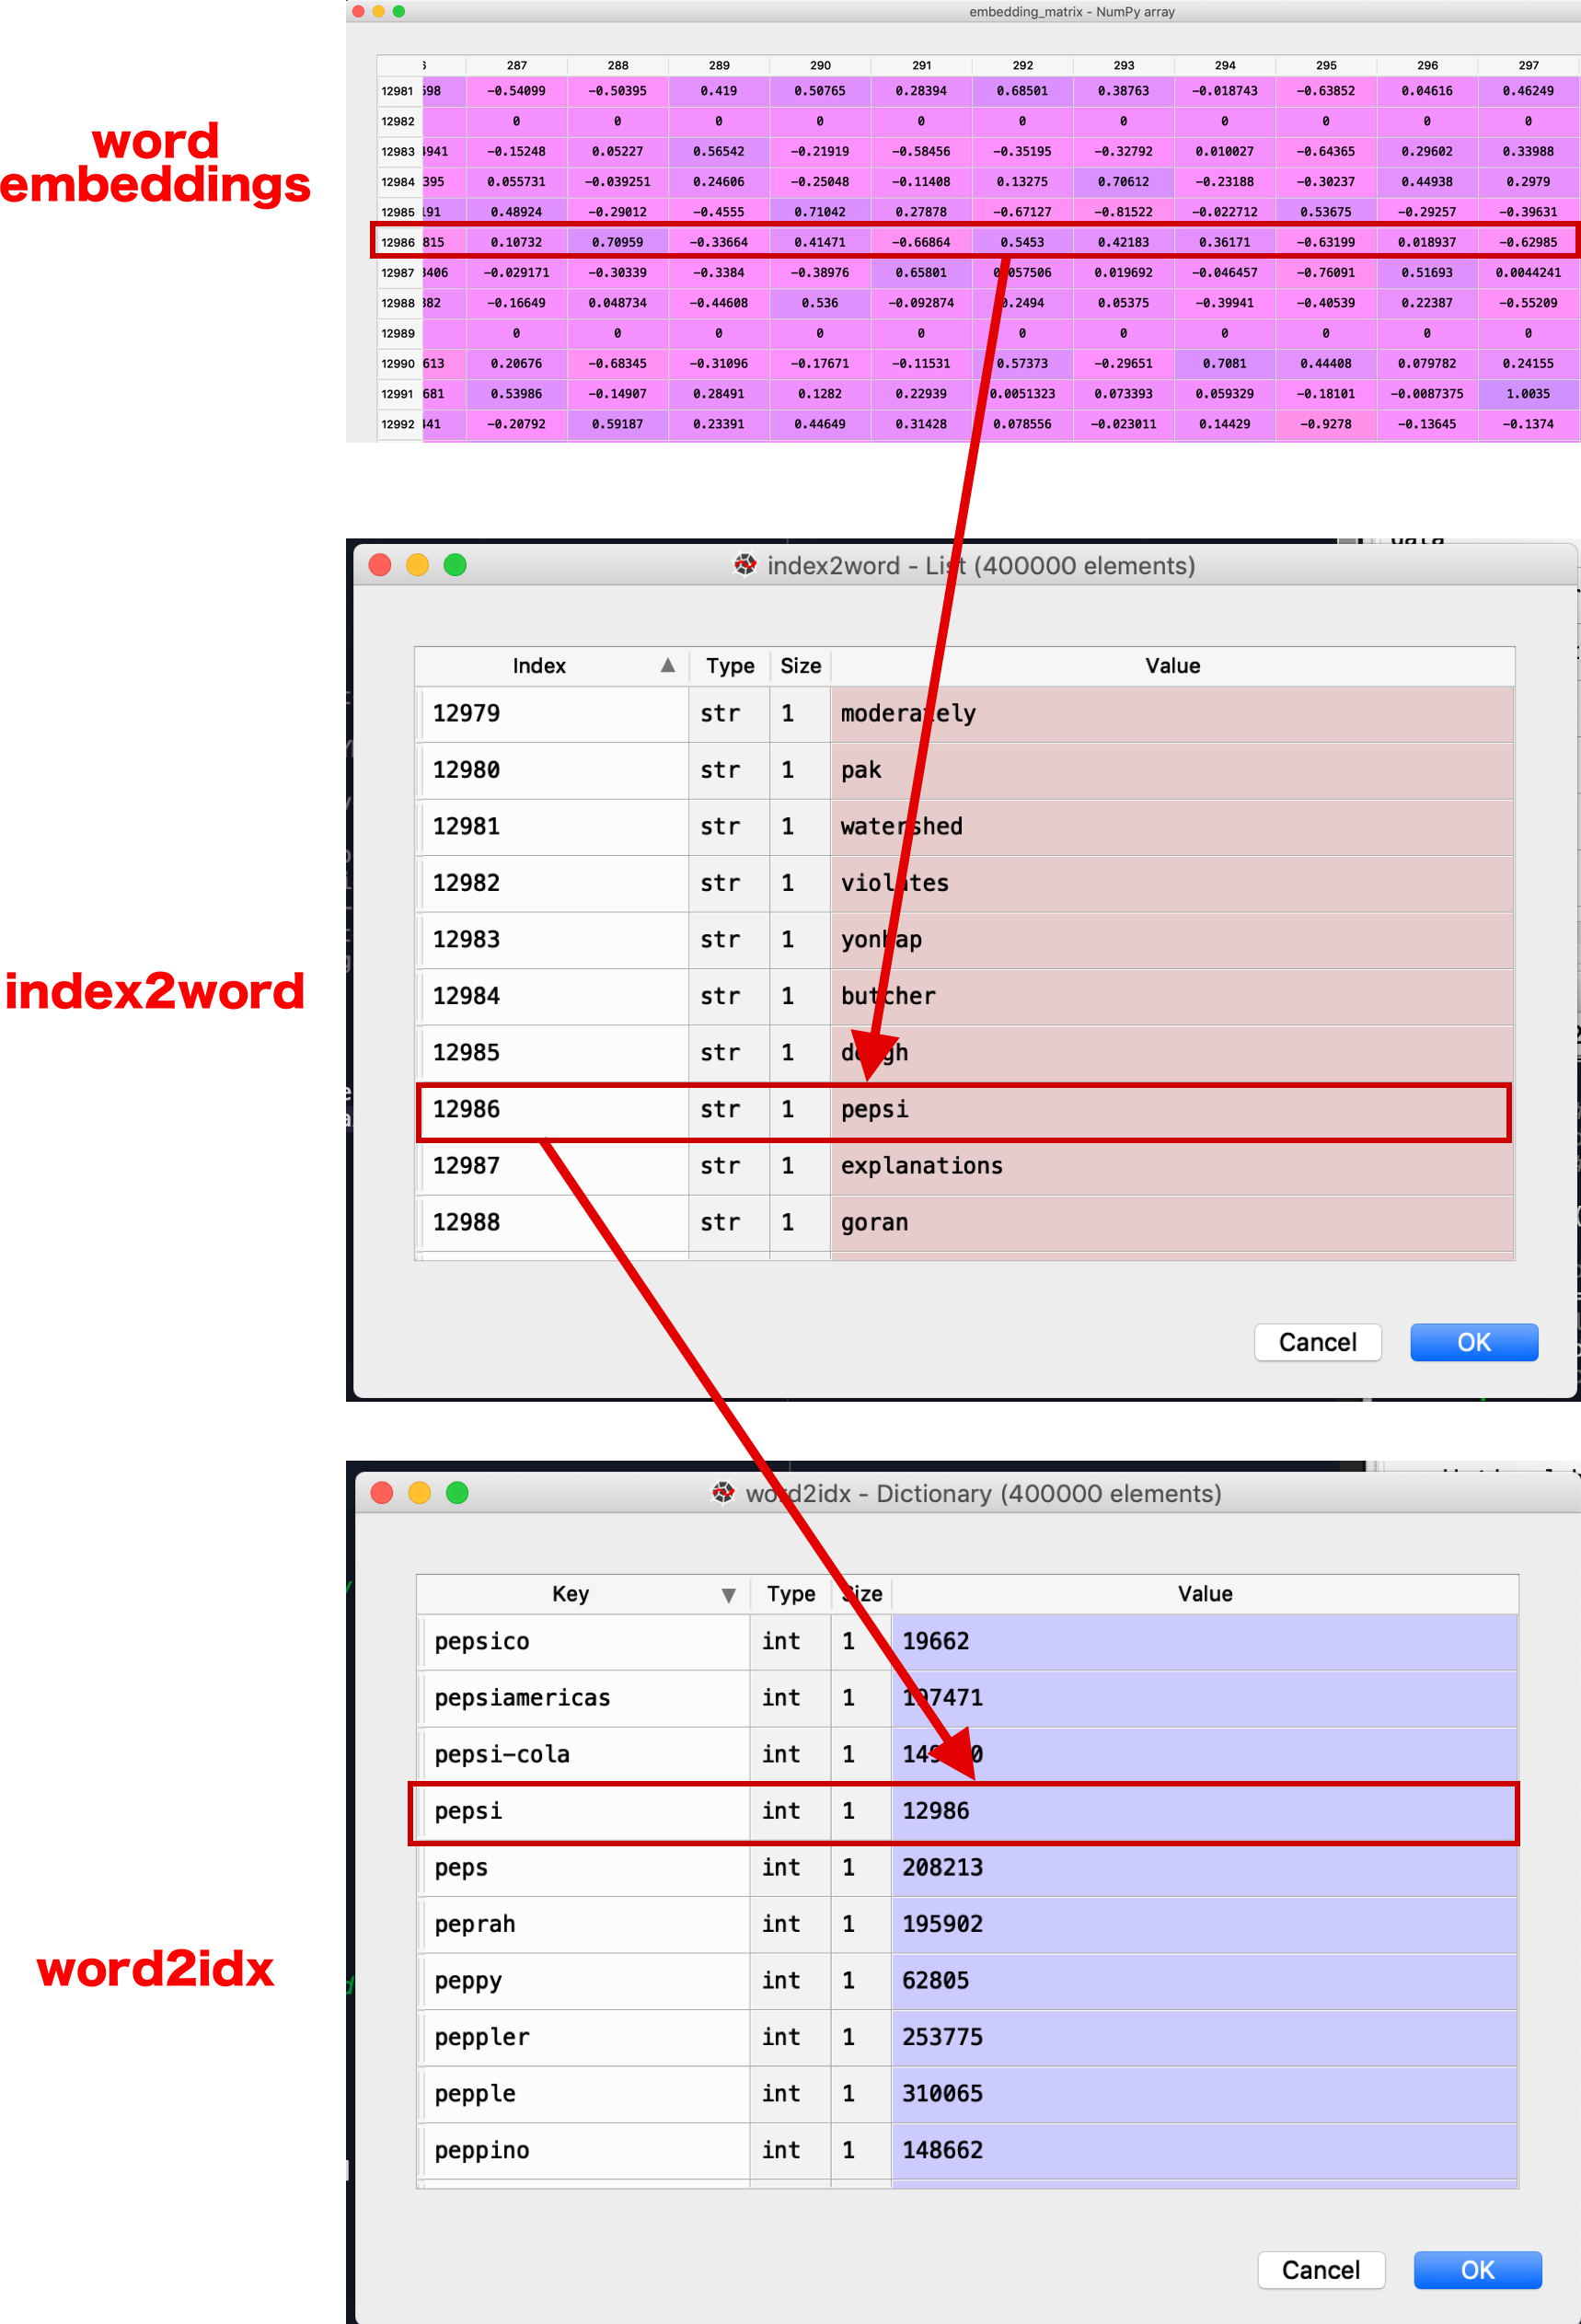 word
embeddings
embedding_matrix - NumPy array
287 288 289 290 291 292 293 294 295 296 297
12981 -0.54099 -0.50395 0.419 0.50765 0.28394 0.68501 0.38763 -0.018743 -0.63852 0.04616 0.46249
12982 0 0 0 0 0 0 0 0 0 0 0
12983 -0.15248 0.05227 0.56542 -0.21919 -0.58456 -0.35195 -0.32792 0.010027 -0.64365 0.29602 0.33988
12984 0.055731 -0.039251 0.24606 -0.25048 -0.11408 0.13275 0.70612 -0.23188 -0.30237 0.44938 0.2979
12985 0.48924 -0.29012 -0.4555 0.71042 0.27878 -0.67127 -0.81522 -0.022712 0.53675 -0.29257 -0.39631
12986 815 0.10732 0.70959 -0.33664 0.41471 -0.66864 0.5453 0.42183 0.36171 -0.63199 0.018937 -0.62985
12987 -0.029171 -0.30339 -0.3384 -0.38976 0.65801 0.019692 -0.046457 -0.76091 0.51693 0.0044241
12988 -0.16649 0.048734 -0.44608 0.536 -0.092874 0.2494 0.05375 -0.39941 -0.40539 0.22387 -0.55209
12989 0 0 0 0 0 0 0 0 0 0 0
12990 613 0.20676 -0.68345 -0.31096 -0.17671 -0.11531 0.57373 -0.29651 0.7081 0.44408 0.079782 0.24155
12991 681 0.53986 -0.14907 0.28491 0.1282 0.22939 0.0051323 0.073393 0.059329 -0.18101 -0.0087375 1.0035
12992 -0.20792 0.59187 0.23391 0.44649 0.31428 0.078556 -0.023011 0.14429 -0.9278 -0.13645 -0.1374
index2word
index2word - List (400000 elements)
Index Type Size Value
12979 str 1 moderately
12980 str 1 pak
12981 str 1 watershed
12982 str 1 violates
12983 str 1 yonhap
12984 str 1 butcher
12985 str 1 dough
12986 str 1 pepsi
12987 str 1 explanations
12988 str 1 goran
Cancel OK
word2idx
word2idx - Dictionary (400000 elements)
Key Type Size Value
pepsico int 1 19662
pepsiamericas int 1 197471
pepsi-cola int 1
pepsi int 1 12986
peps int 1 208213
peprah int 1 195902
peppy int 1 62805
peppler int 1 253775
pepple int 1 310065
peppino int 1 148662
Cancel OK